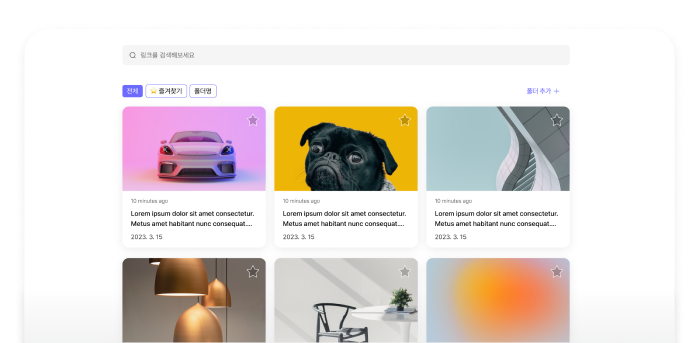 링크를 검색해보세요
전체 ⭐ 즐겨찾기 폴더명 폴더 추가 +
10 minutes ago
Lorem ipsum dolor sit amet consectetur.
Metus amet habitant nunc consequat....
2023. 3. 15
10 minutes ago
Lorem ipsum dolor sit amet consectetur.
Metus amet habitant nunc consequat....
2023. 3. 15
10 minutes ago
Lorem ipsum dolor sit amet consectetur.
Metus amet habitant nunc consequat....
2023. 3. 15